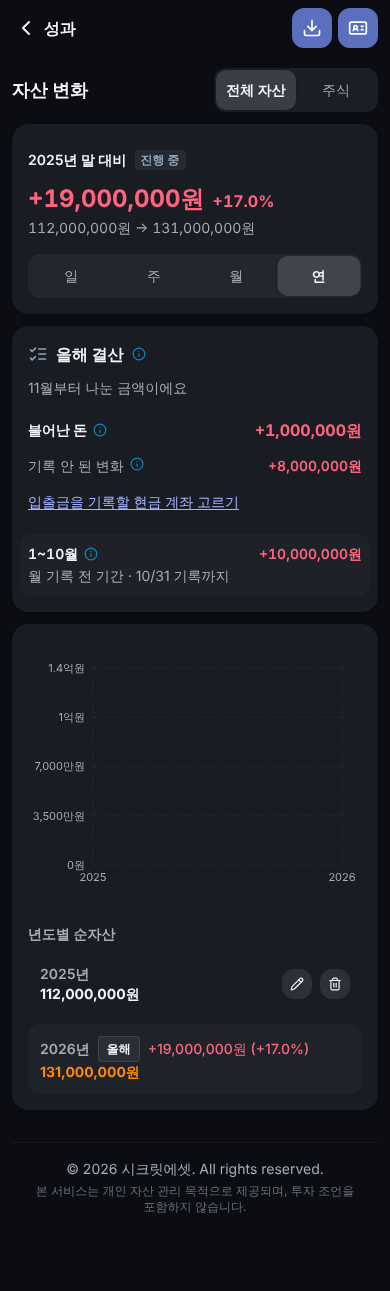 성과
자산 변화
전체 자산
주식
2025년 말 대비 진행 중
+19,000,000원 +17.0%
112,000,000원 → 131,000,000원
일 주 월 연
올해 결산
11월부터 나눈 금액이에요
불어난 돈 +1,000,000원
기록 안 된 변화 +8,000,000원
입출금을 기록할 현금 계좌 고르기
1~10월 +10,000,000원
월 기록 전 기간 · 10/31 기록까지
1.4억원
1억원
7,000만원
3,500만원
0원
2025 2026
년도별 순자산
2025년
112,000,000원
2026년 올해 +19,000,000원 (+17.0%)
131,000,000원
© 2026 시크릿에셋. All rights reserved.
본 서비스는 개인 자산 관리 목적으로 제공되며, 투자 조언을
포함하지 않습니다.